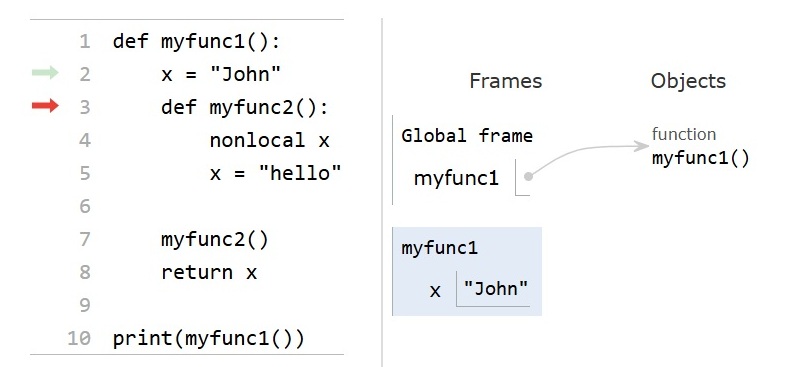 1 def myfunc1():
2     x = "John"
3     def myfunc2():
4         nonlocal x
5         x = "hello"
6
7     myfunc2()
8     return x
9
10 print(myfunc1())
Frames
Objects
Global frame
myfunc1
function
myfunc1()
myfunc1
x "John"